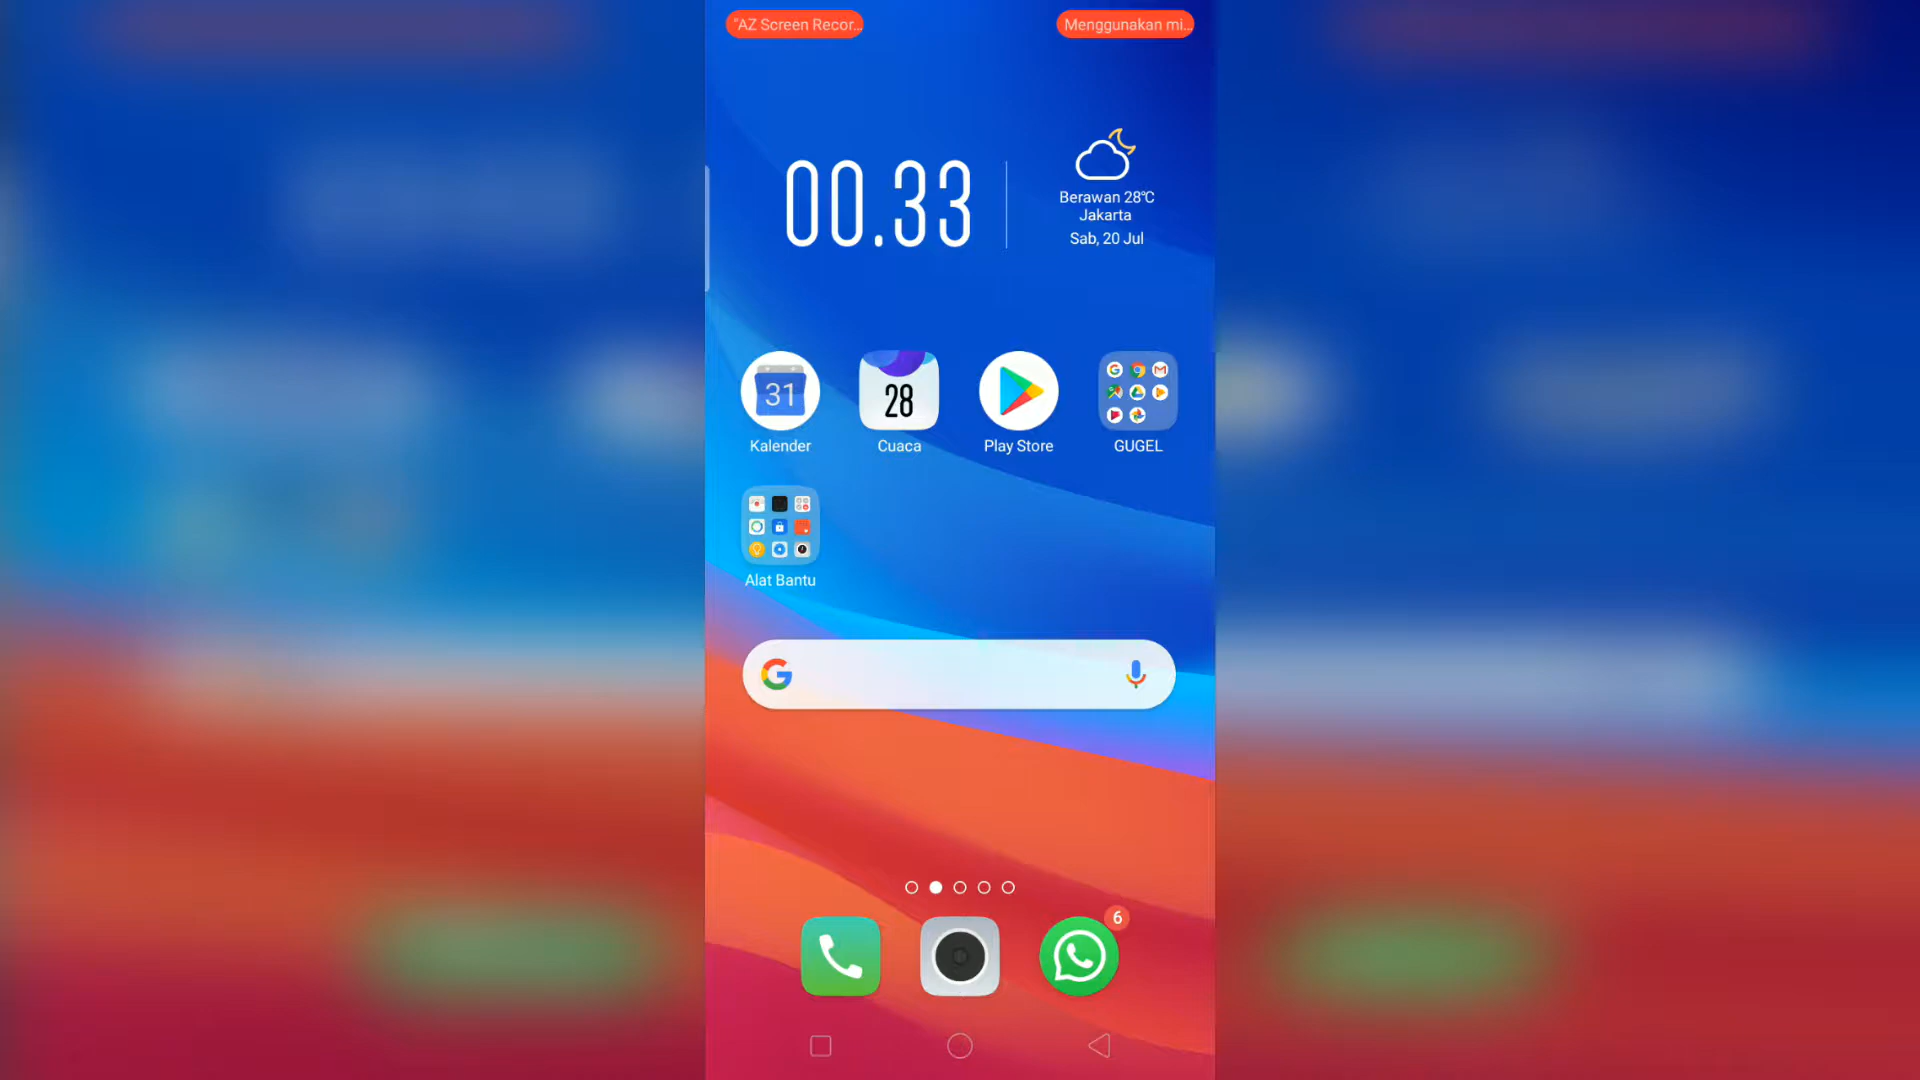 "AZ Screen Recor...
Menggunakan mi...
00.33
Berawan 28℃
Jakarta
Sab, 20 Jul
31
28
Kalender
Cuaca
Play Store
GUGEL
Alat Bantu
6